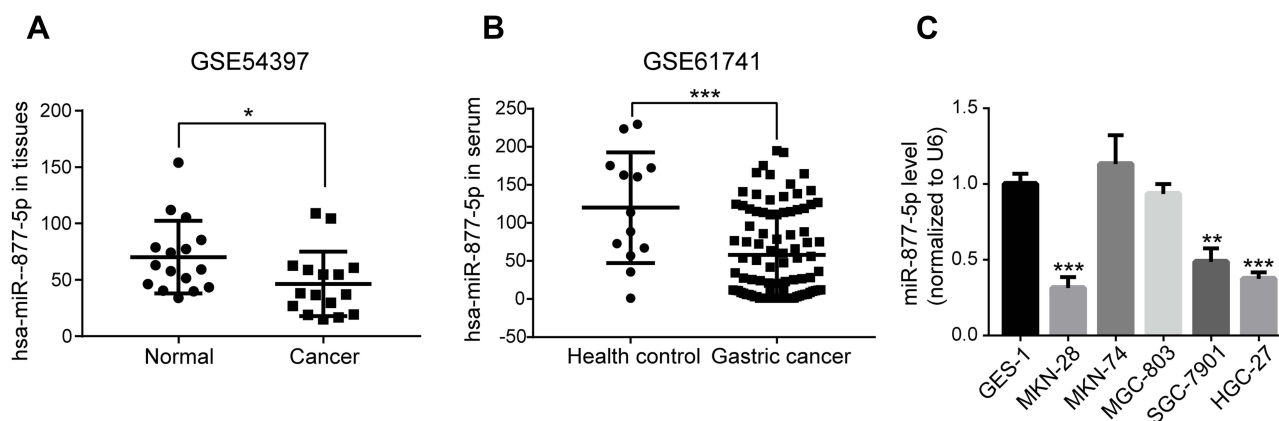 A
GSE54397
hsa-miR--877-5p in tissues
200
150
100
50
0
*
Normal
Cancer
B
GSE61741
hsa-miR-877-5p in serum
250
200
150
100
50
0
-50
***
Health control
Gastric cancer
C
miR-877-5p level
(normalized to U6)
1.5
1.0
0.5
0.0
***
**
***
GES-1
MKN-28
MKN-74
MGC-803
SGC-7901
HGC-27